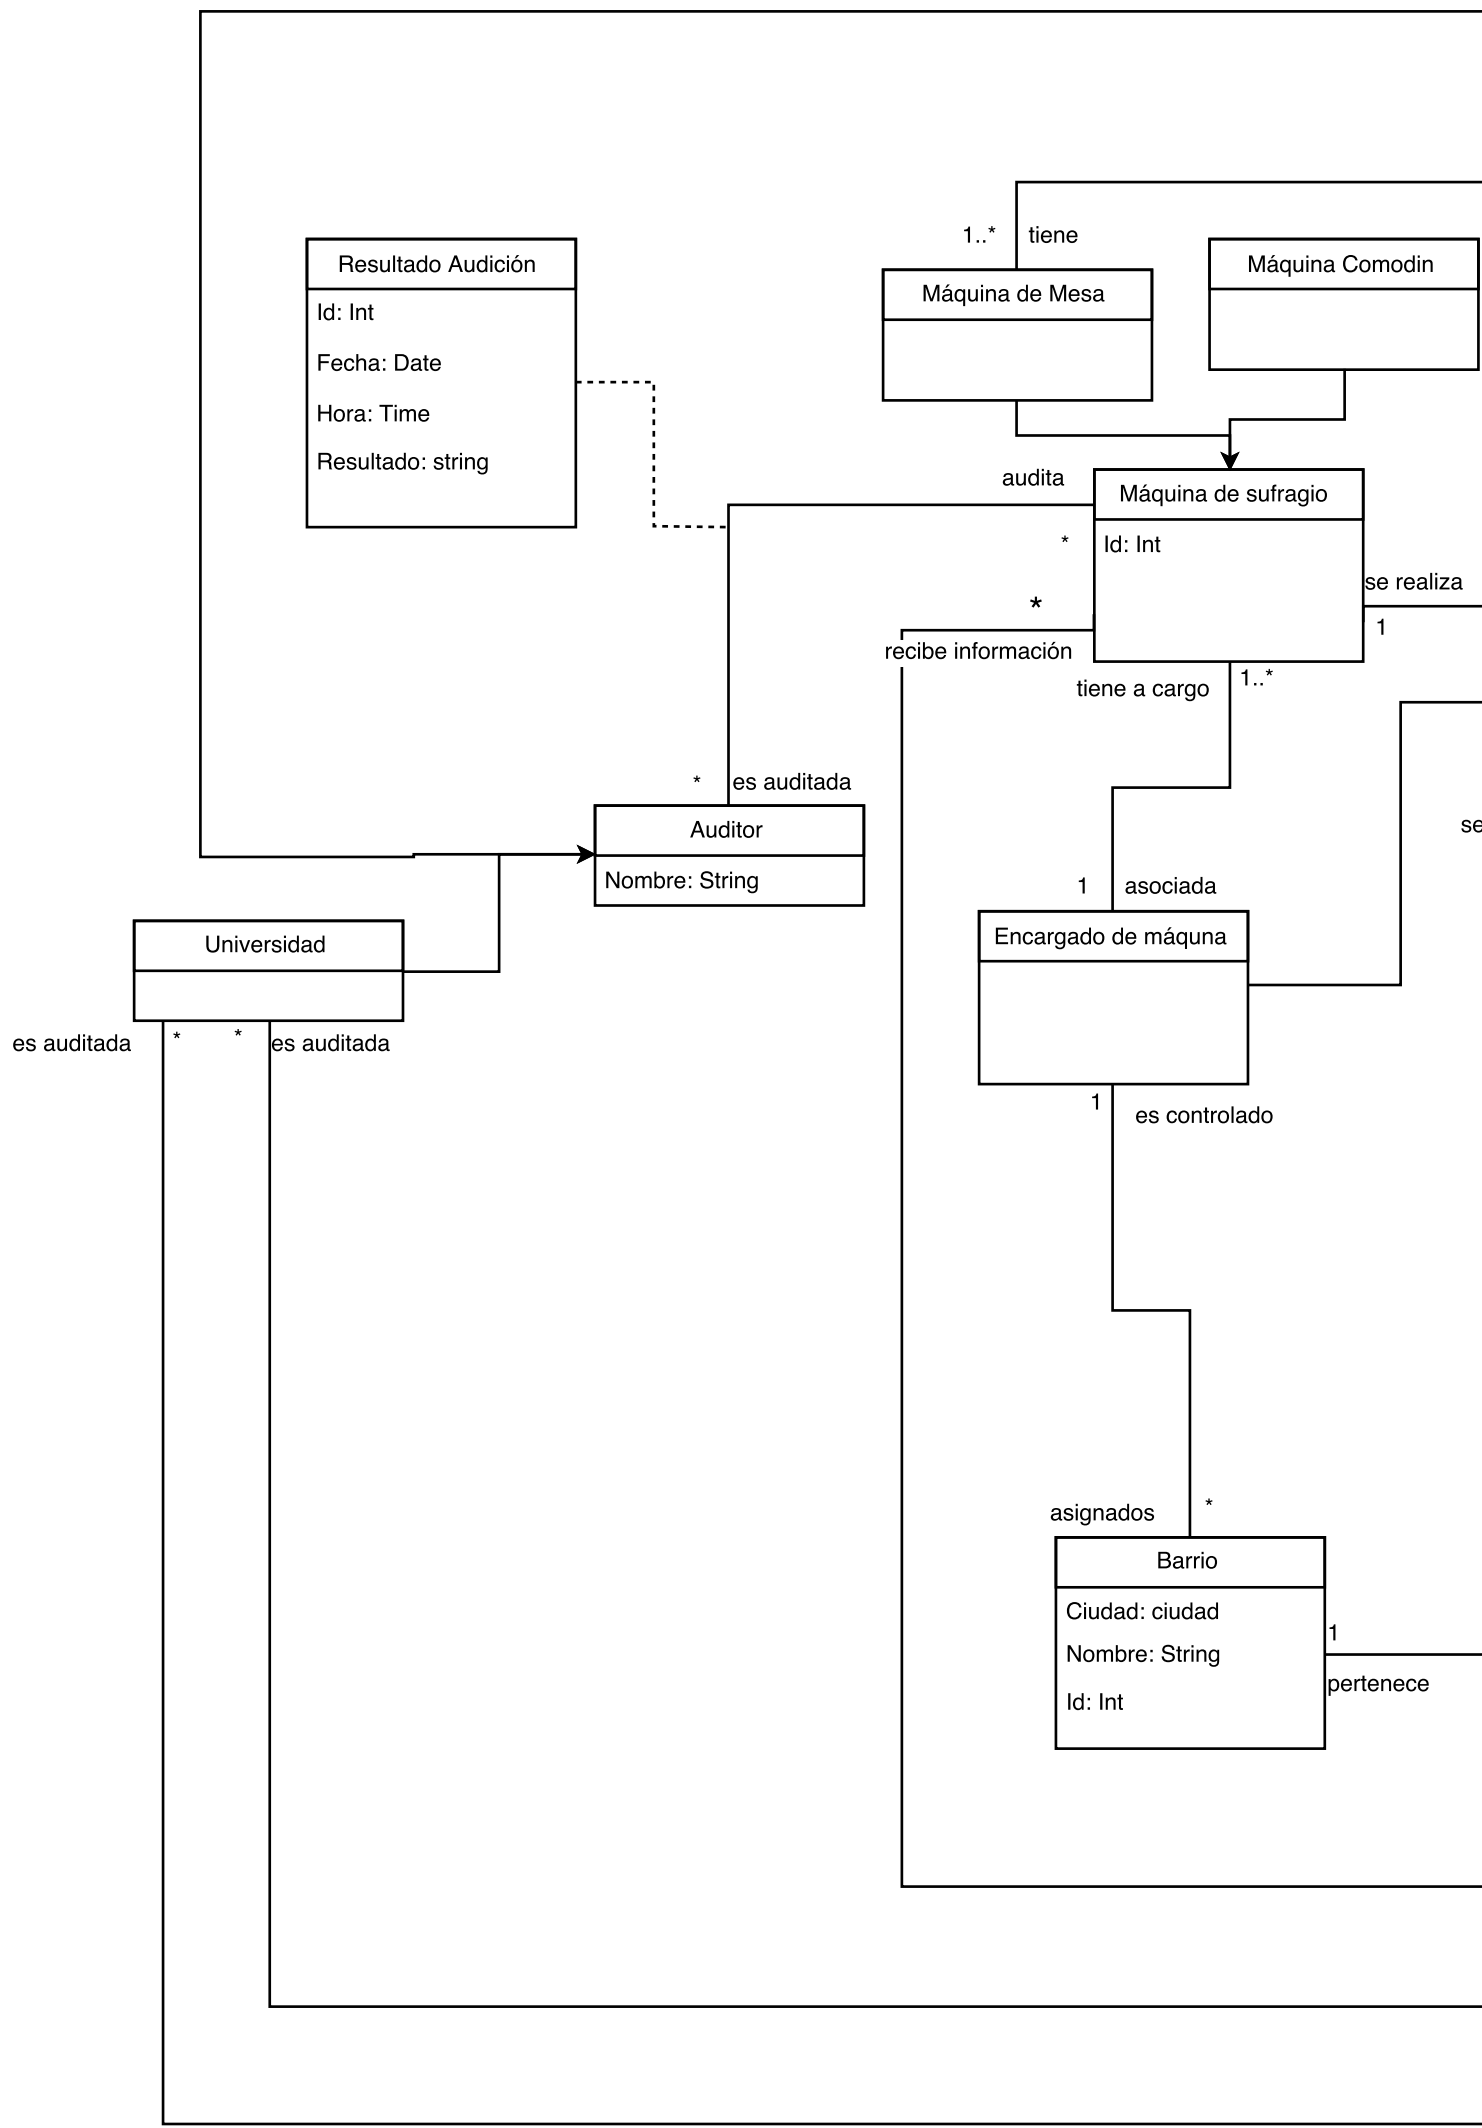 1..*
tiene
Resultado Audición
Id: Int
Fecha: Date
Hora: Time
Resultado: string
Máquina de Mesa
Máquina Comodin
audita
*
Máquina de sufragio
Id: Int
*
recibe información
se realiza
1
tiene a cargo
1..*
*
es auditada
Auditor
Nombre: String
se
1
asociada
Encargado de máquna
Universidad
es auditada
*
*
es auditada
1
es controlado
asignados
*
Barrio
Ciudad: ciudad
Nombre: String
Id: Int
1
pertenece